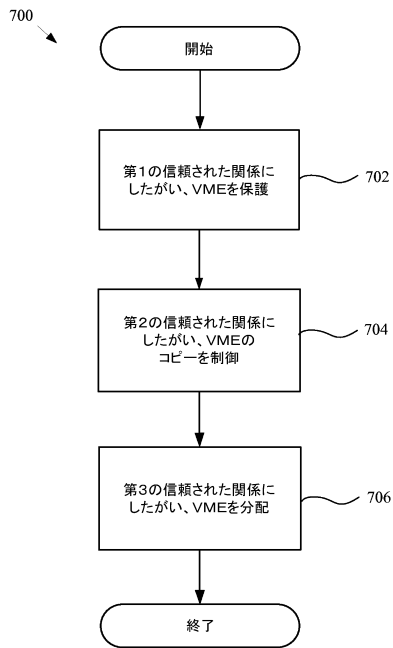 700
開始
第1の信頼された関係に
したがい、VMEを保護
702
第2の信頼された関係に
したがい、VMEの
コピーを制御
704
第3の信頼された関係に
したがい、VMEを分配
706
終了